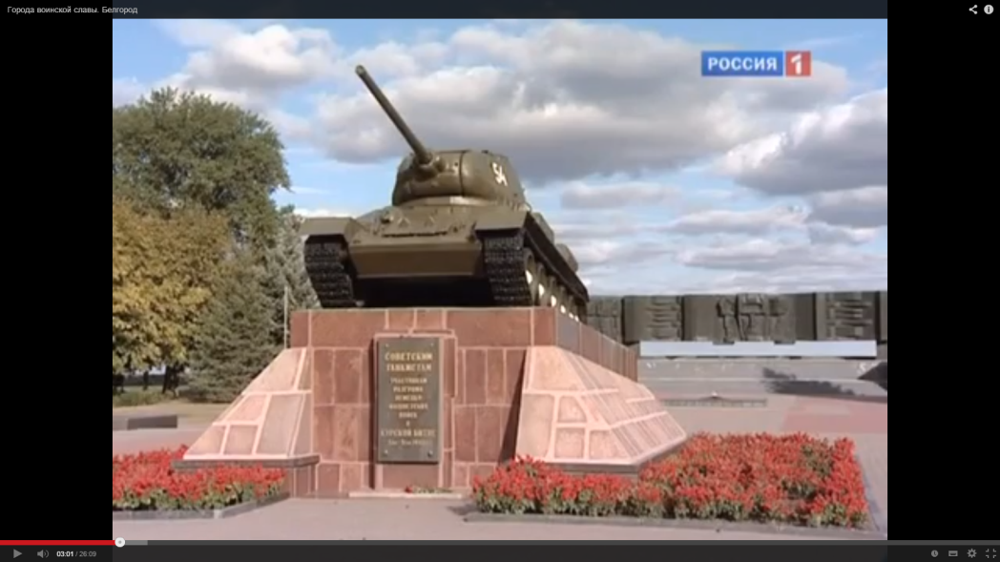 Города воинской славы. Белгород
РОССИЯ 1
54
СОВЕТСКИМ
ТАНКИСТАМ
УЧАСТНИКАМ
РАЗГРОМА
НЕМЕЦКО-
ФАШИСТСКИХ
ВОЙСК
В
КУРСКОЙ БИТВЕ
03:01 / 26:09